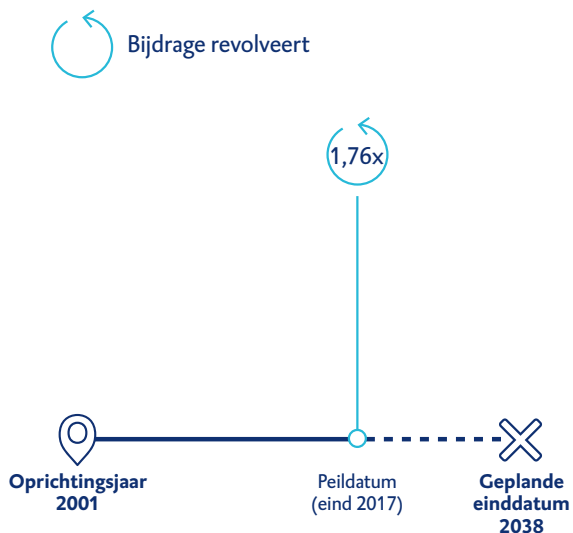 Bijdrage revolveert
1,76x
Oprichtingsjaar
2001
Peildatum
(eind 2017)
Geplande
einddatum
2038